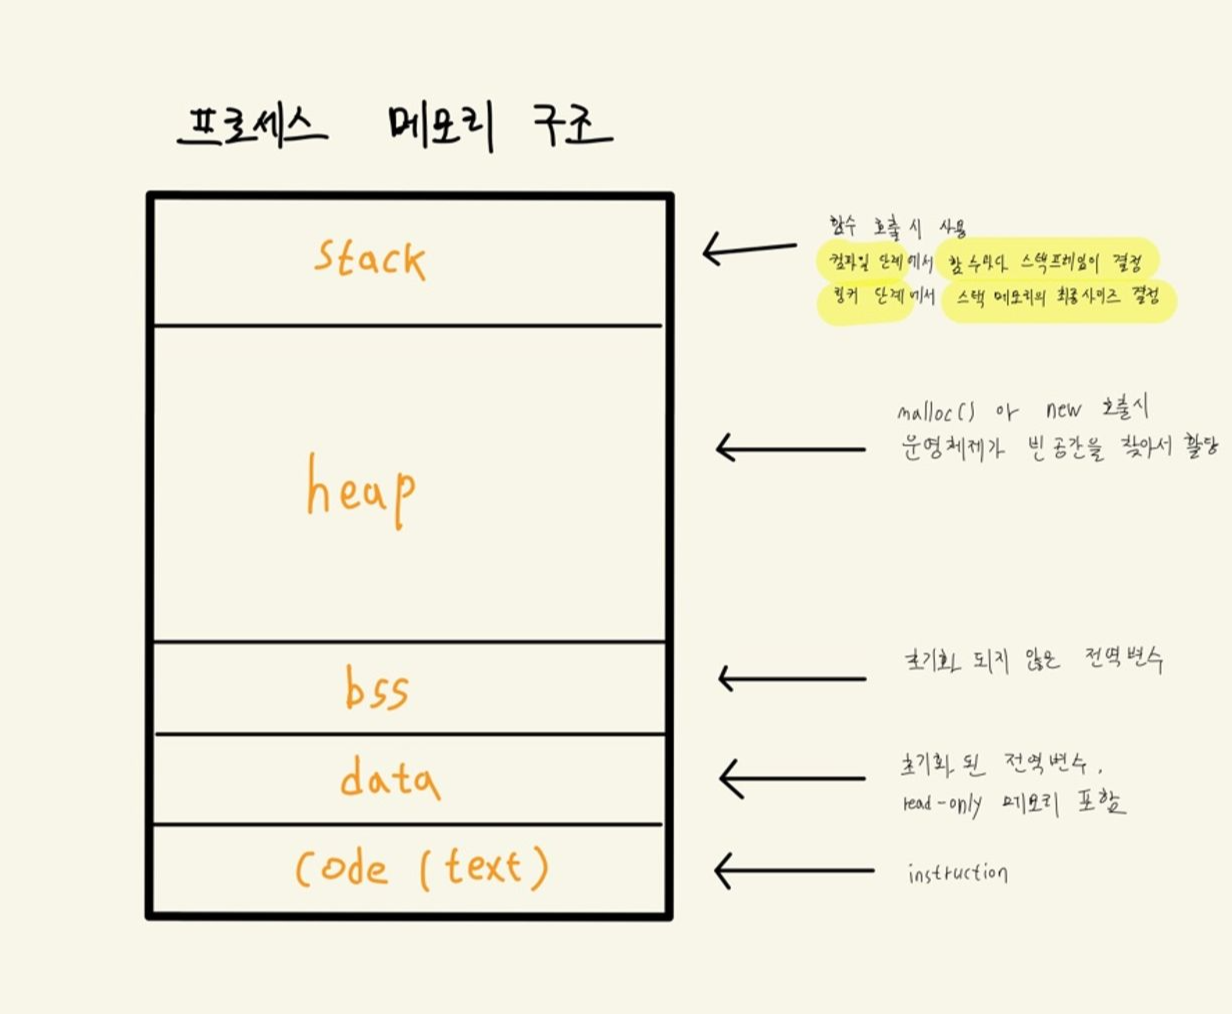 프로세스 메모리 구조
stack
함수 호출시 사용
컴파일 단계에서 함수마다 스택프레임이 결정
링커 단계에서 스택 메모리의 최종사이즈 결정
heap
malloc() or new 호출시
운영체제가 빈 공간을 찾아서 할당
bss
초기화 되지 않은 전역변수
data
초기화 된 전역변수,
read-only 메모리 포함
code (text)
instruction